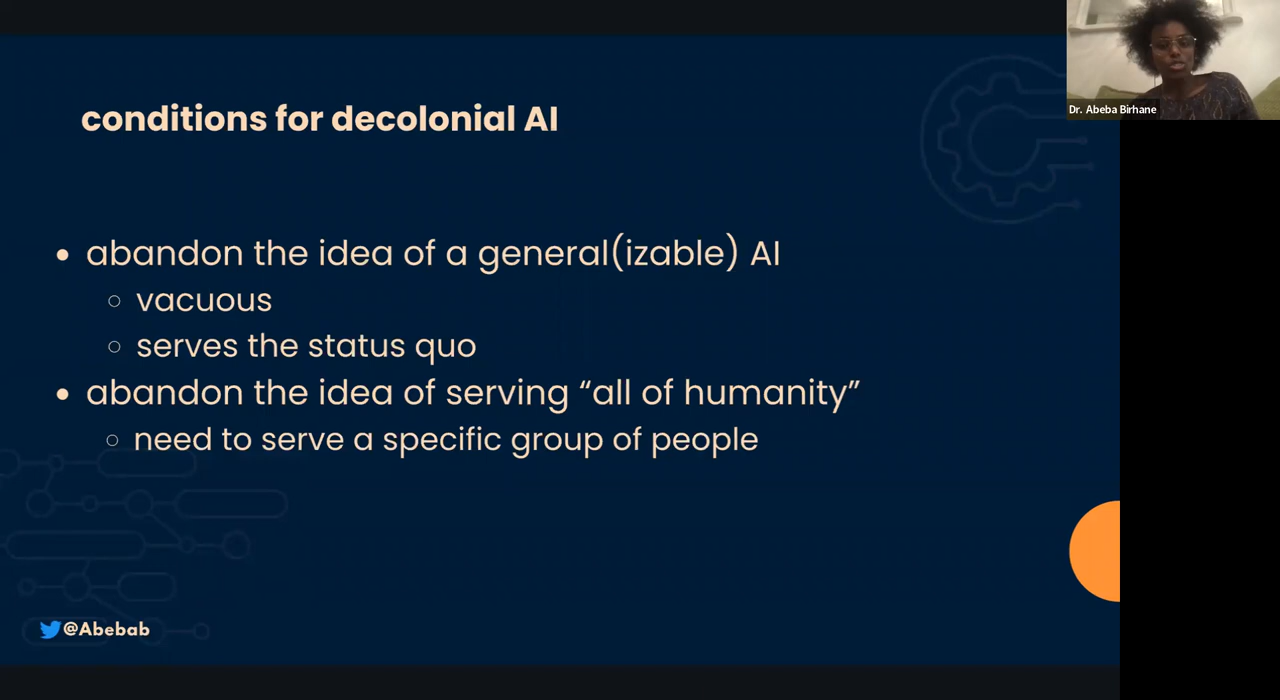 conditions for decolonial AI
abandon the idea of a general(izable) AI
vacuous
serves the status quo
abandon the idea of serving “all of humanity”
need to serve a specific group of people
@Abebab
Dr. Abeba Birhane